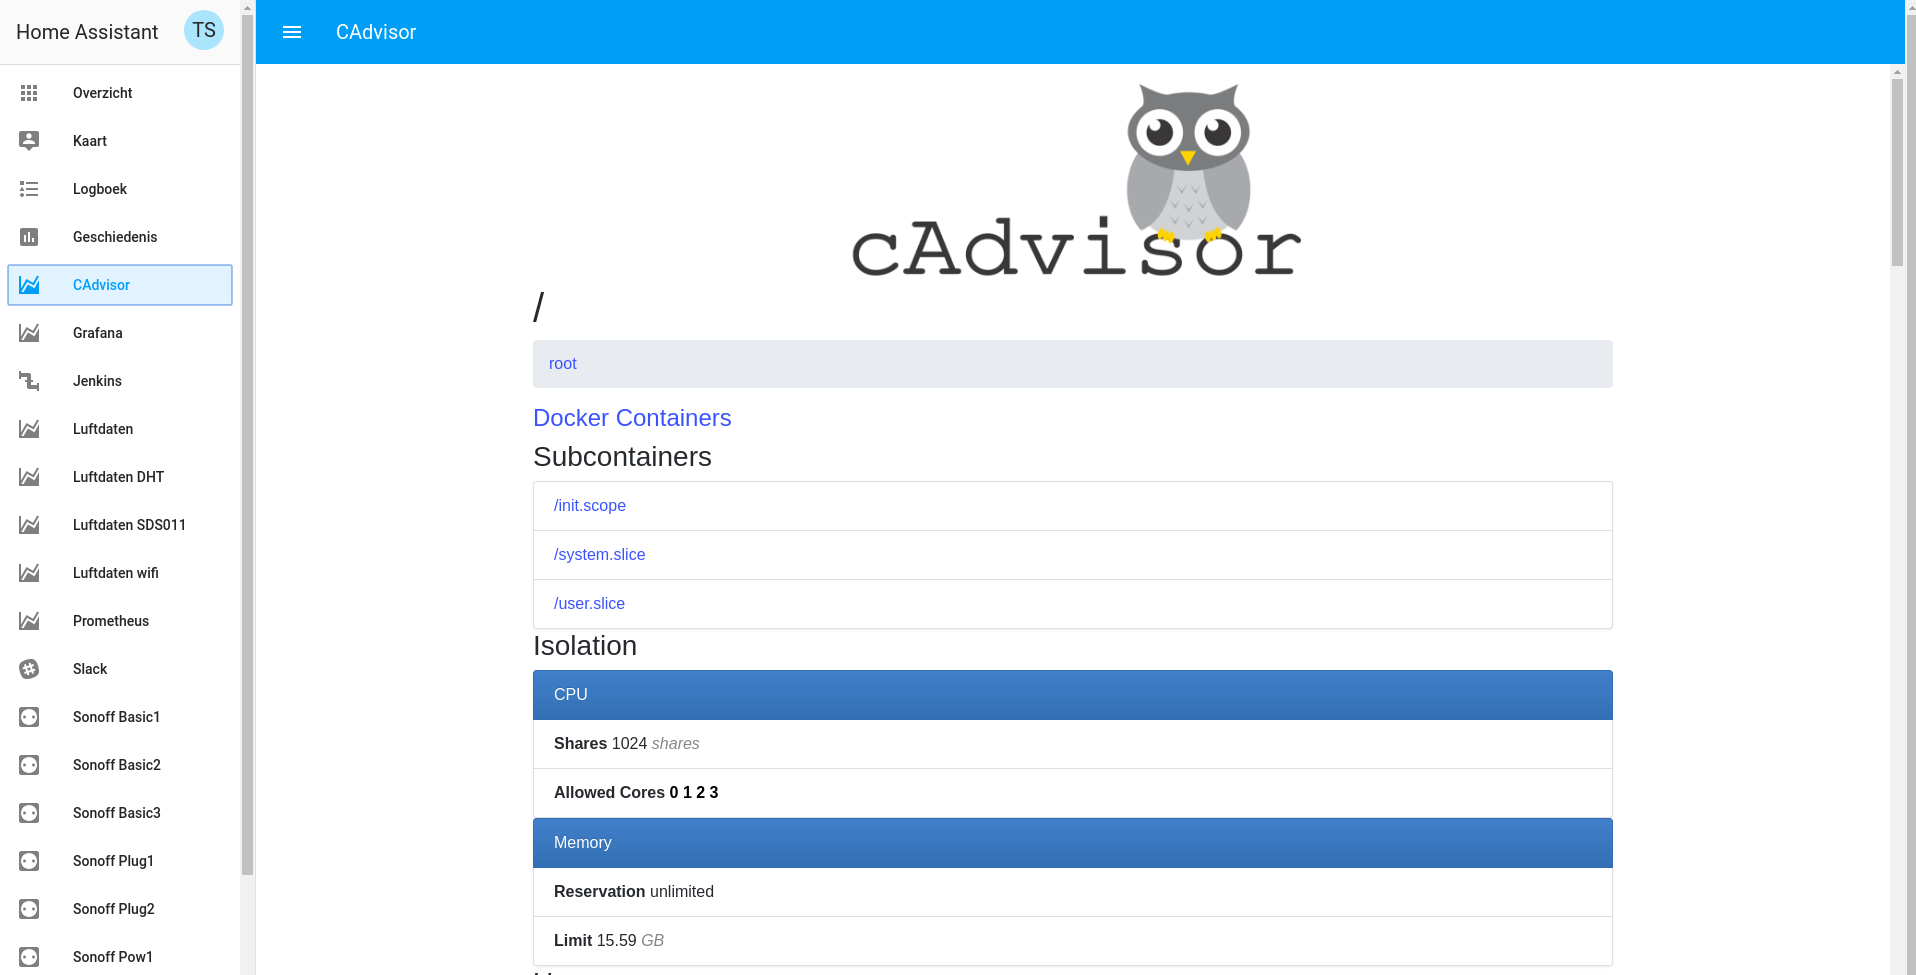 Home Assistant
TS
Overzicht
Kaart
Logboek
Geschiedenis
CAdvisor
Grafana
Jenkins
Luftdaten
Luftdaten DHT
Luftdaten SDS011
Luftdaten wifi
Prometheus
Slack
Sonoff Basic1
Sonoff Basic2
Sonoff Basic3
Sonoff Plug1
Sonoff Plug2
Sonoff Pow1
CAdvisor
cAdvisor
/
root
Docker Containers
Subcontainers
/init.scope
/system.slice
/user.slice
Isolation
CPU
Shares 1024 shares
Allowed Cores 0 1 2 3
Memory
Reservation unlimited
Limit 15.59 GB